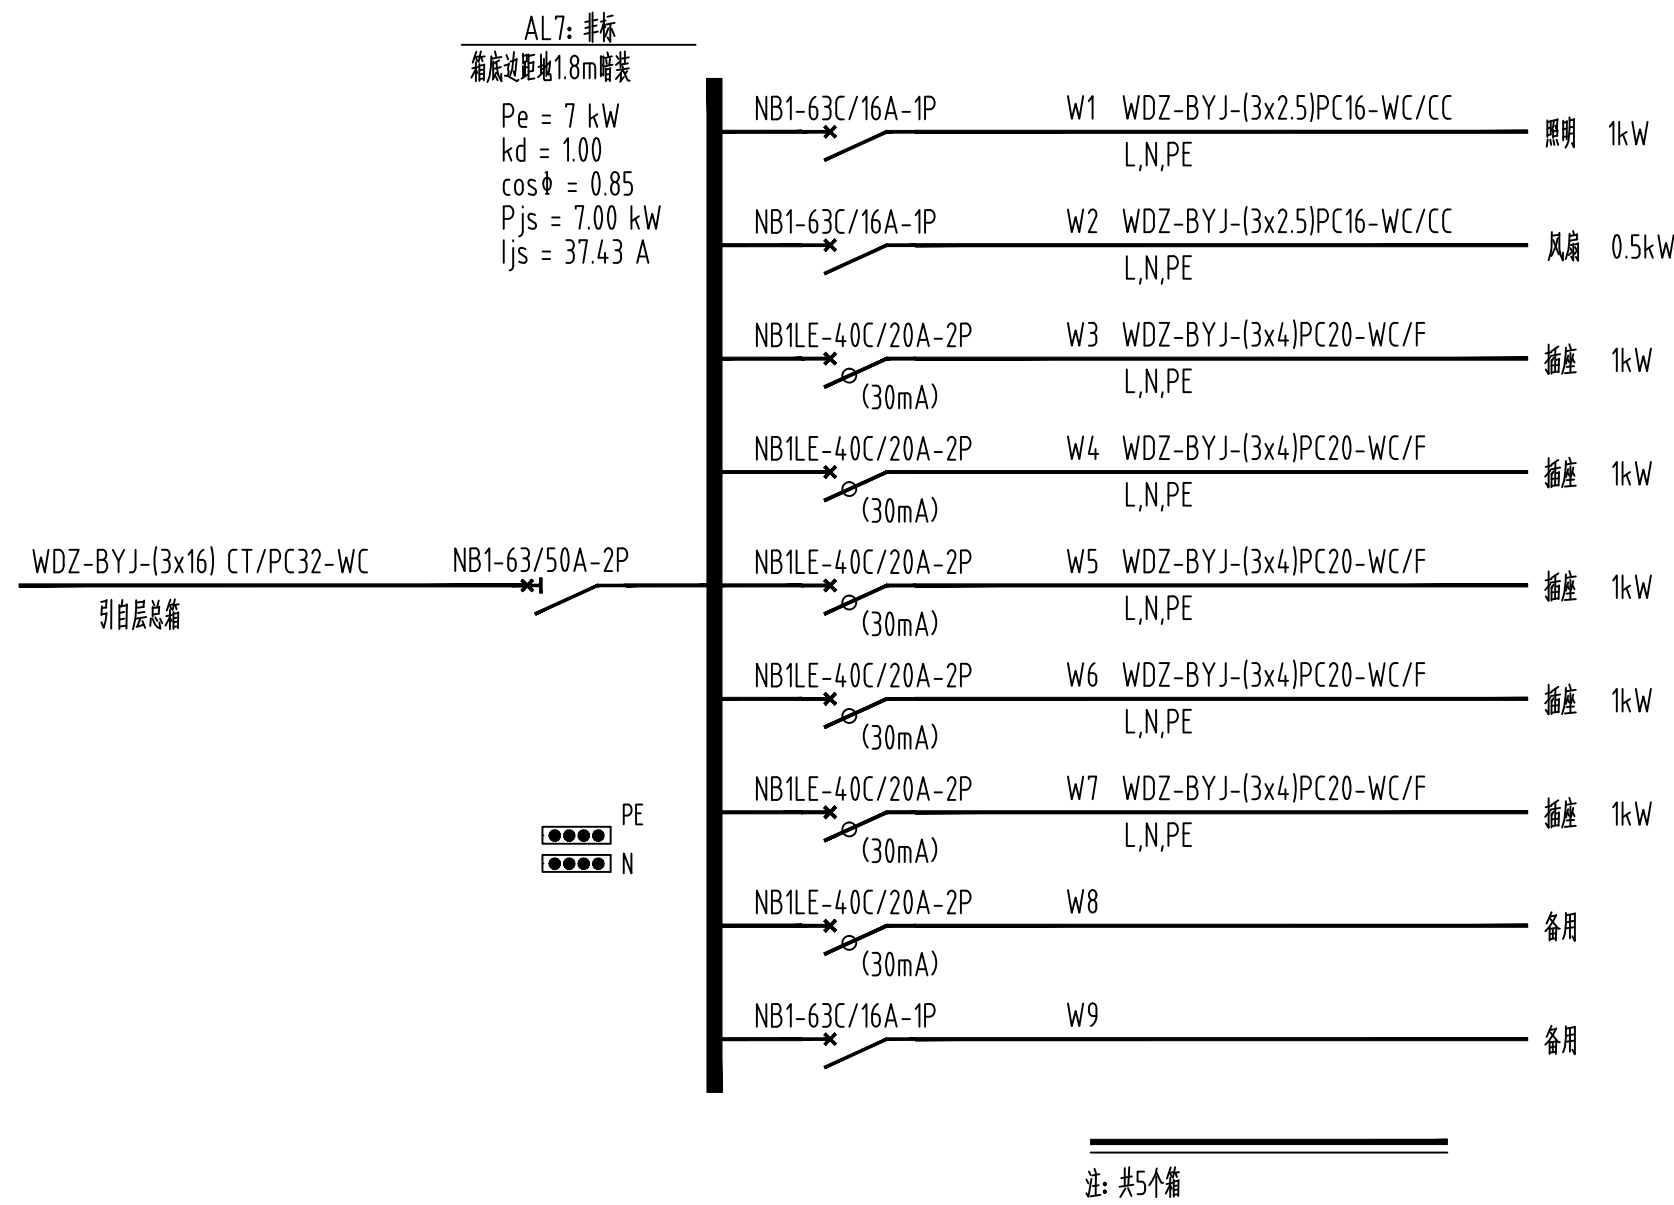 AL7: 非标
箱底边距地1.8m暗装
Pe = 7 kW
kd = 1.00
cosΦ = 0.85
Pjs = 7.00 kW
Ijs = 37.43 A
WDZ-BYJ-(3x16) CT/PC32-WC
引自层总箱
NB1-63/50A-2P
PE
N
NB1-63C/16A-1P W1 WDZ-BYJ-(3x2.5)PC16-WC/CC
L,N,PE
照明 1kW
NB1-63C/16A-1P W2 WDZ-BYJ-(3x2.5)PC16-WC/CC
L,N,PE
风扇 0.5kW
NB1LE-40C/20A-2P W3 WDZ-BYJ-(3x4)PC20-WC/F
(30mA) L,N,PE
插座 1kW
NB1LE-40C/20A-2P W4 WDZ-BYJ-(3x4)PC20-WC/F
(30mA) L,N,PE
插座 1kW
NB1LE-40C/20A-2P W5 WDZ-BYJ-(3x4)PC20-WC/F
(30mA) L,N,PE
插座 1kW
NB1LE-40C/20A-2P W6 WDZ-BYJ-(3x4)PC20-WC/F
(30mA) L,N,PE
插座 1kW
NB1LE-40C/20A-2P W7 WDZ-BYJ-(3x4)PC20-WC/F
(30mA) L,N,PE
插座 1kW
NB1LE-40C/20A-2P W8
(30mA)
备用
NB1-63C/16A-1P W9
备用
注: 共5个箱